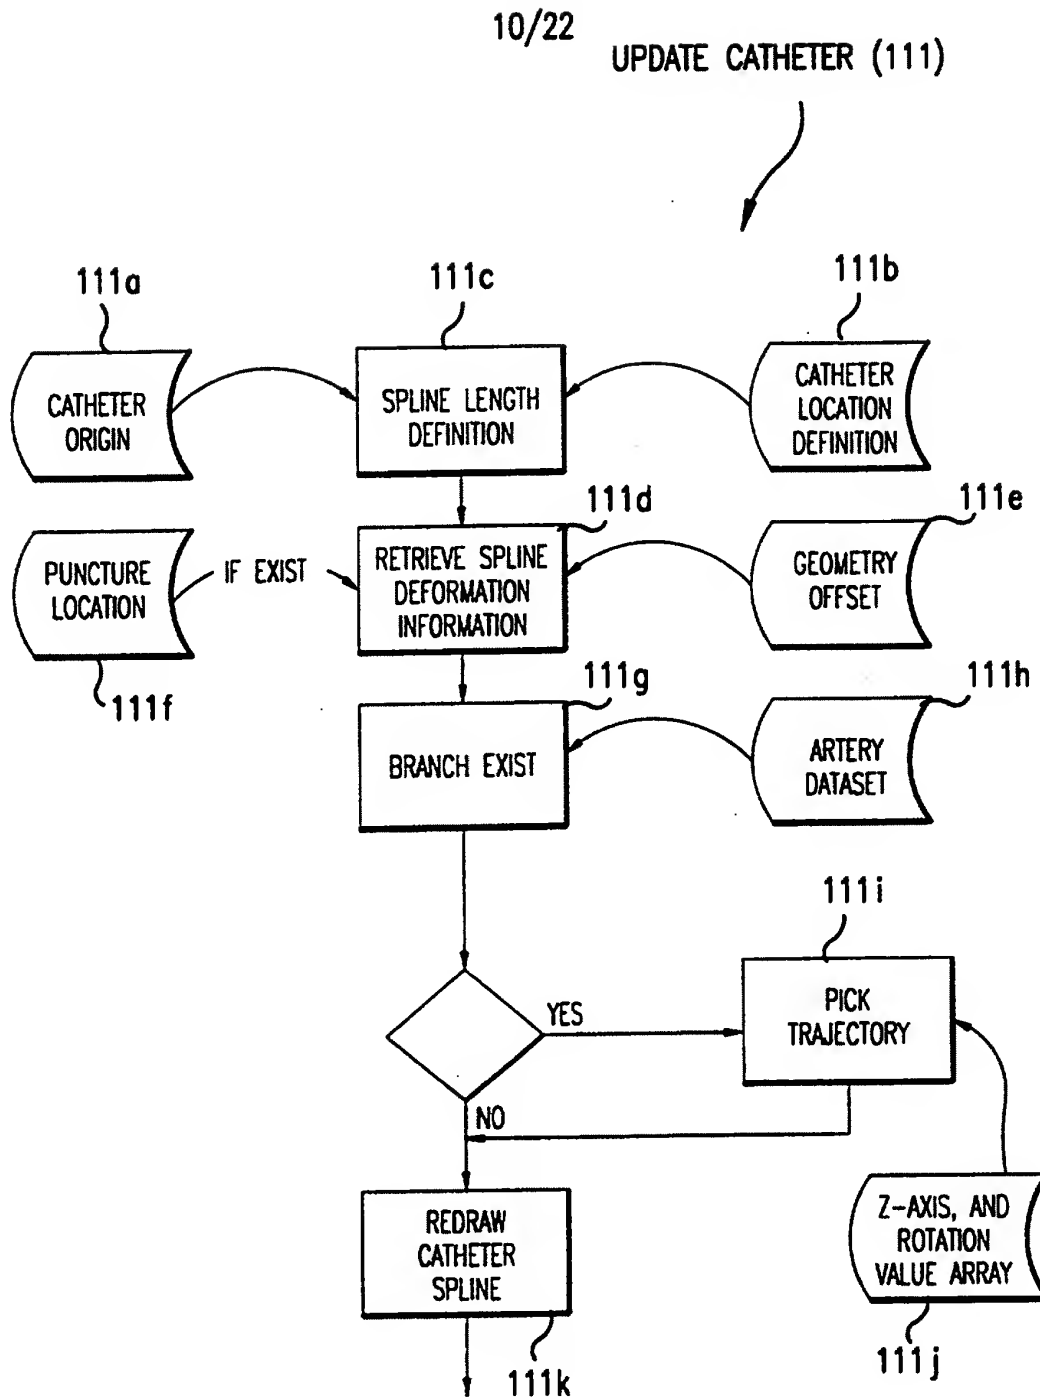 10/22
UPDATE CATHETER (111)
111a
111c
111b
CATHETER
ORIGIN
SPLINE LENGTH
DEFINITION
CATHETER
LOCATION
DEFINITION
111d
111e
PUNCTURE
LOCATION
IF EXIST
RETRIEVE SPLINE
DEFORMATION
INFORMATION
GEOMETRY
OFFSET
111f
111g
111h
BRANCH EXIST
ARTERY
DATASET
111i
YES
PICK
TRAJECTORY
NO
REDRAW
CATHETER
SPLINE
Z-AXIS, AND
ROTATION
VALUE ARRAY
111k
111j